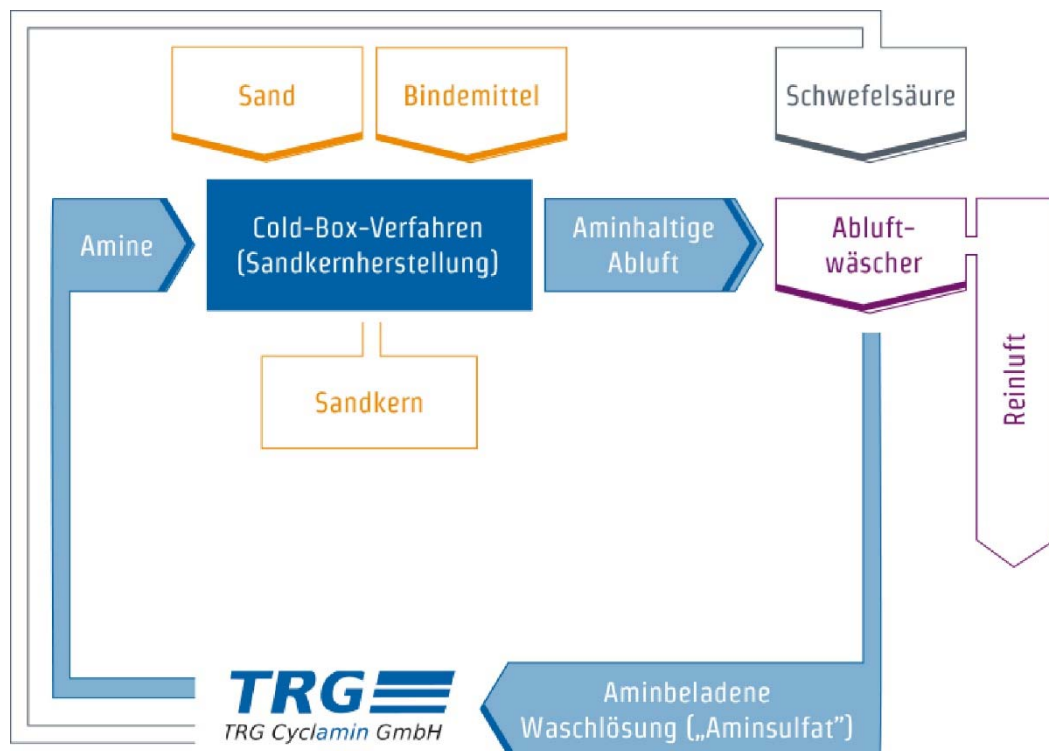 Sand
Bindemittel
Schwefelsäure
Amine
Cold-Box-Verfahren
(Sandkernherstellung)
Aminhaltige
Abluft
Abluft-
wäscher
Sandkern
Reinluft
TRG
TRG Cyclamin GmbH
Aminbeladene
Waschlösung („Aminsulfat”)